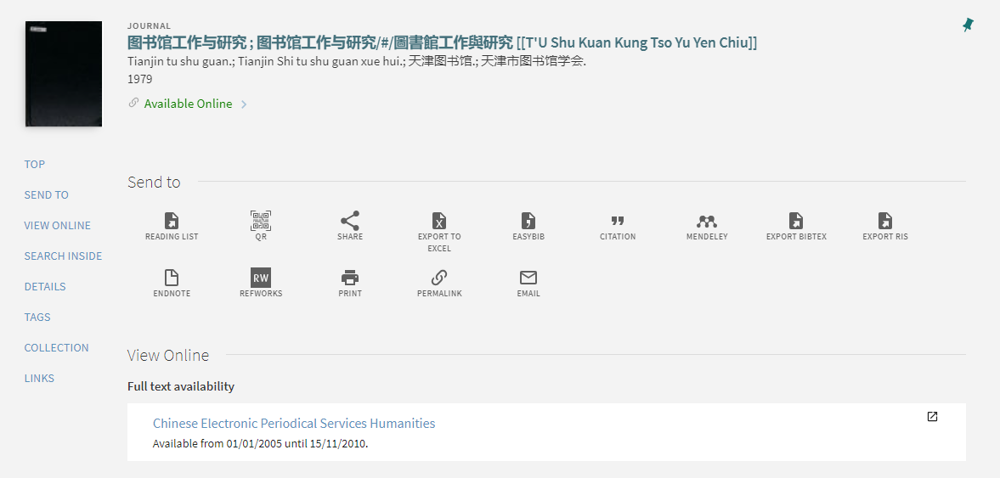 JOURNAL
图书馆工作与研究 ; 图书馆工作与研究/#/圖書館工作與研究 [[T'U Shu Kuan Kung Tso Yu Yen Chiu]]
Tianjin tu shu guan.; Tianjin Shi tu shu guan xue hui.; 天津图书馆.; 天津市图书馆学会.
1979
Available Online
TOP
SEND TO
VIEW ONLINE
SEARCH INSIDE
DETAILS
TAGS
COLLECTION
LINKS
Send to
READING LIST
QR
SHARE
EXPORT TO
EXCEL
EASYBIB
CITATION
MENDELEY
EXPORT BIBTEX
EXPORT RIS
ENDNOTE
RW
REFWORKS
PRINT
PERMALINK
EMAIL
View Online
Full text availability
Chinese Electronic Periodical Services Humanities
Available from 01/01/2005 until 15/11/2010.